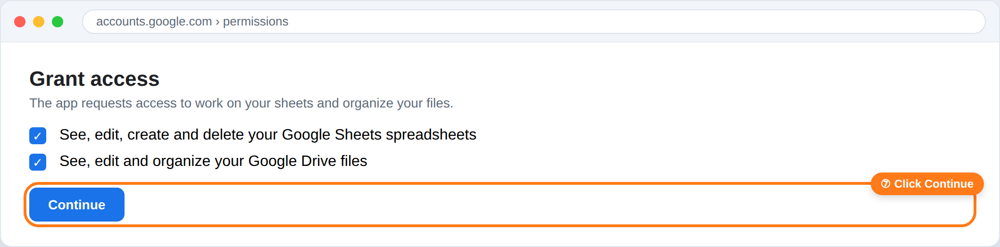 accounts.google.com › permissions
Grant access
The app requests access to work on your sheets and organize your files.
✓ See, edit, create and delete your Google Sheets spreadsheets
✓ See, edit and organize your Google Drive files
⑦ Click Continue
Continue